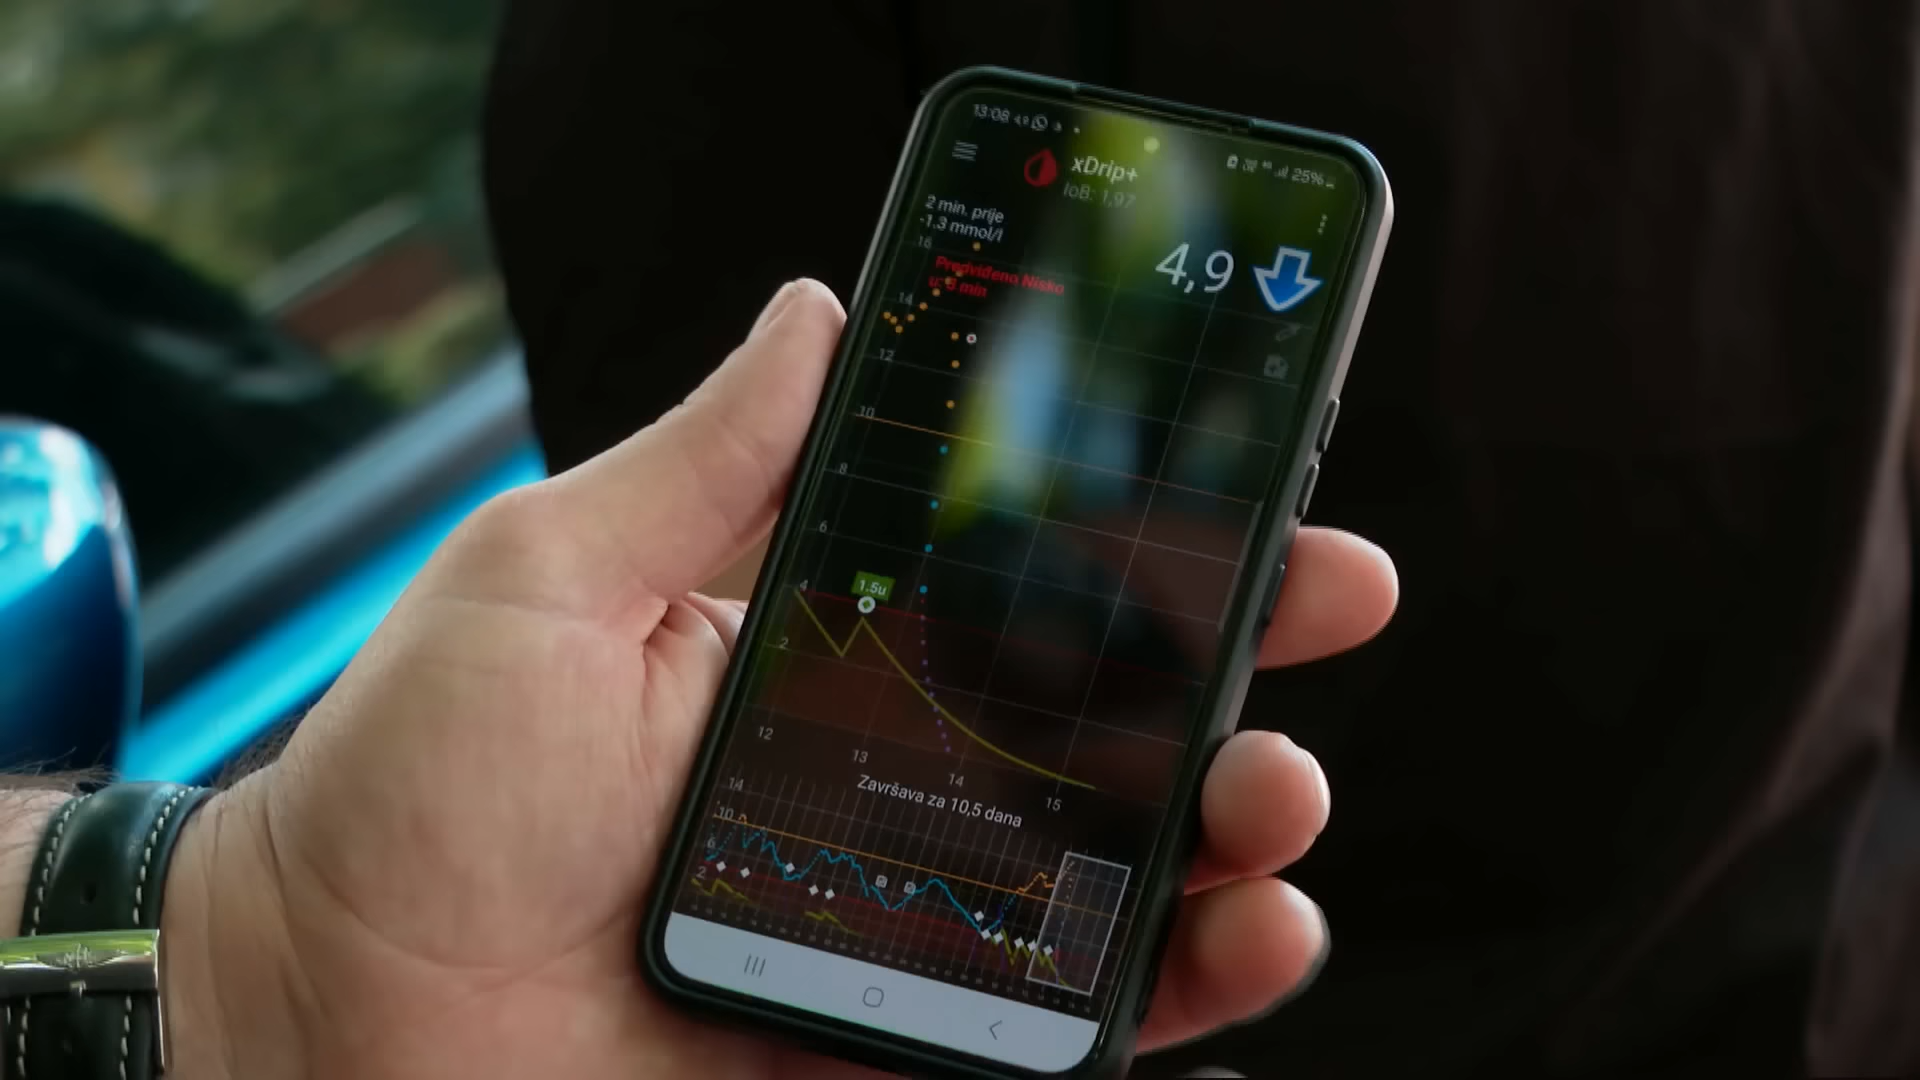 13:08
25%
xDrip+
IoB: 1,97
2 min. prije
-1.3 mmol/l
4,9
Predviđeno Nisko
u: 8 min
16
14
12
10
8
6
4
2
1.5u
12
13
14
15
Završava za 10,5 dana
14
10
6
2